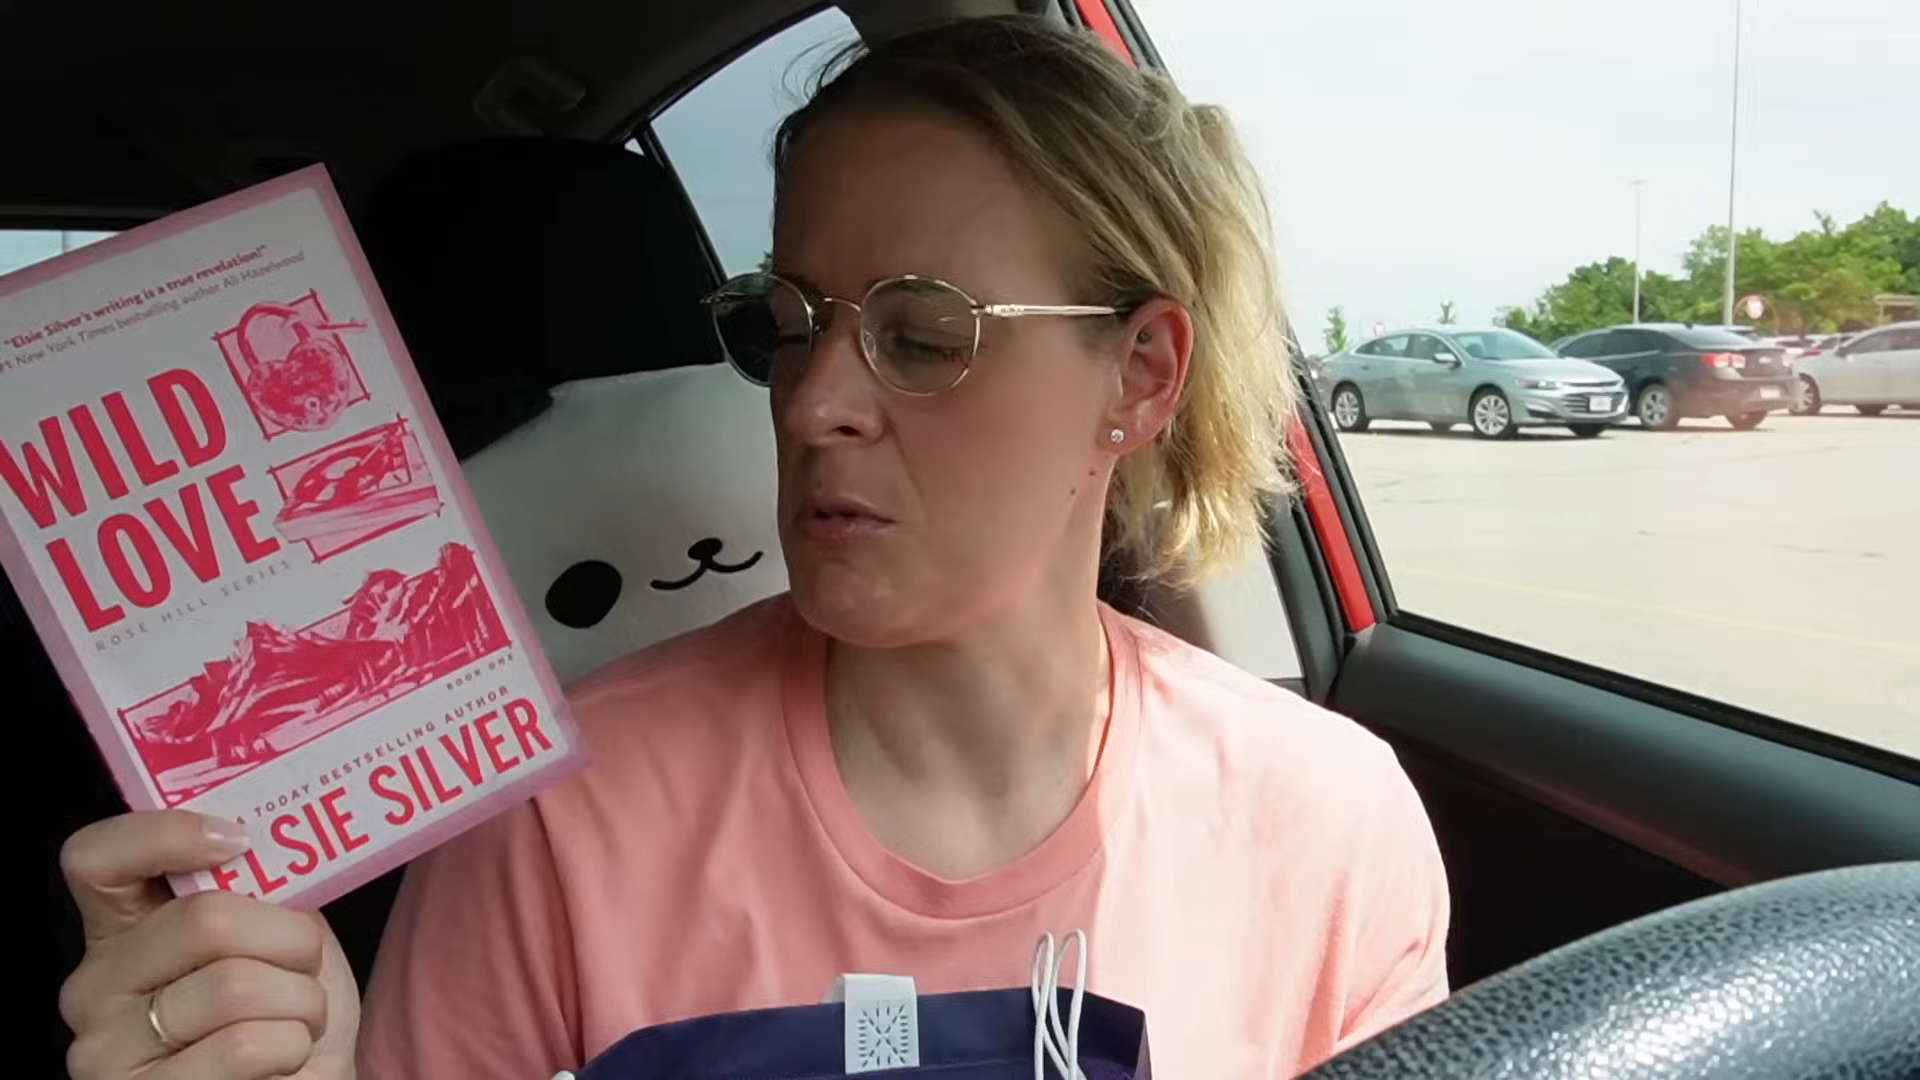 "Elsie Silver's writing is a true revelation!"
#1 New York Times bestselling author Ali Hazelwood
WILD
LOVE
ROSE HILL SERIES
BOOK ONE
A TODAY BESTSELLING AUTHOR
ELSIE SILVER